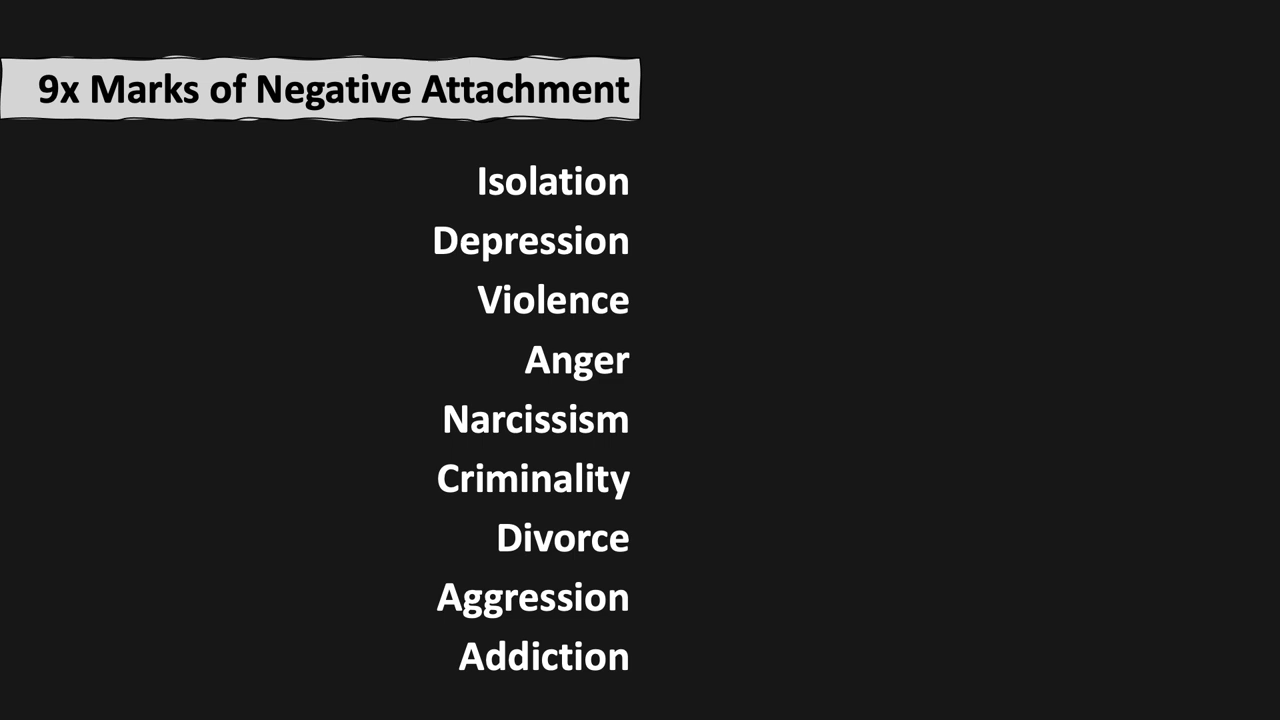 9x Marks of Negative Attachment
Isolation
Depression
Violence
Anger
Narcissism
Criminality
Divorce
Aggression
Addiction